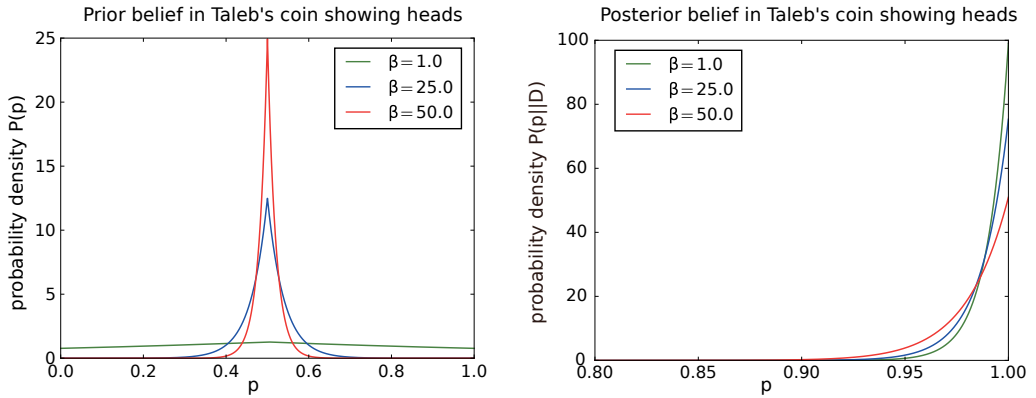 Prior belief in Taleb's coin showing heads
probability density P(p)
25
20
15
10
5
0
β=1.0
β=25.0
β=50.0
0.0 0.2 0.4 0.6 0.8 1.0
p
Posterior belief in Taleb's coin showing heads
probability density P(p||D)
100
80
60
40
20
0
β=1.0
β=25.0
β=50.0
0.80 0.85 0.90 0.95 1.00
p